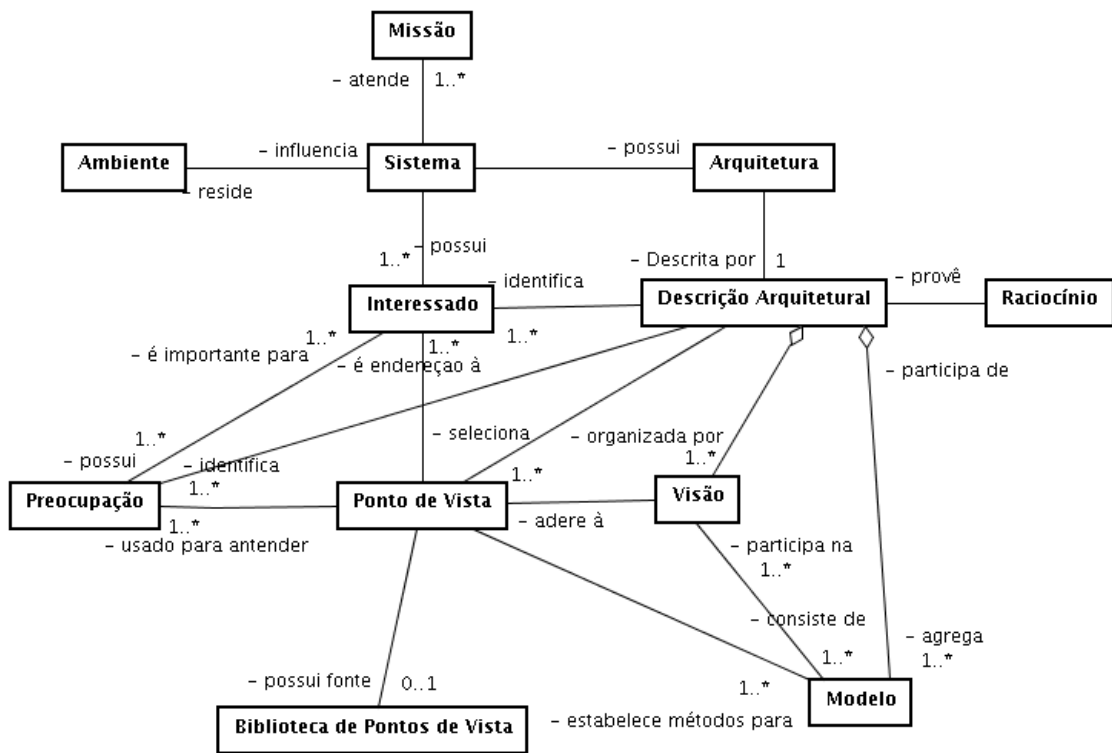 Missão
– atende
1..*
Ambiente
– influencia
Sistema
– possui
Arquitetura
– reside
– possui
1..*
– identifica
– Descrita por
1
– provê
Interessado
Descrição Arquitetural
Raciocínio
1..*
1..*
1..*
– é importante para
– é endereçao à
– participa de
– seleciona
– organizada por
1..*
– possui
– identifica
1..*
1..*
1..*
Preocupação
Ponto de Vista
Visão
1..*
– adere à
– usado para antender
– participa na
1..*
– consiste de
– agrega
1..*
1..*
– possui fonte
0..1
1..*
Modelo
Biblioteca de Pontos de Vista
– estabelece métodos para